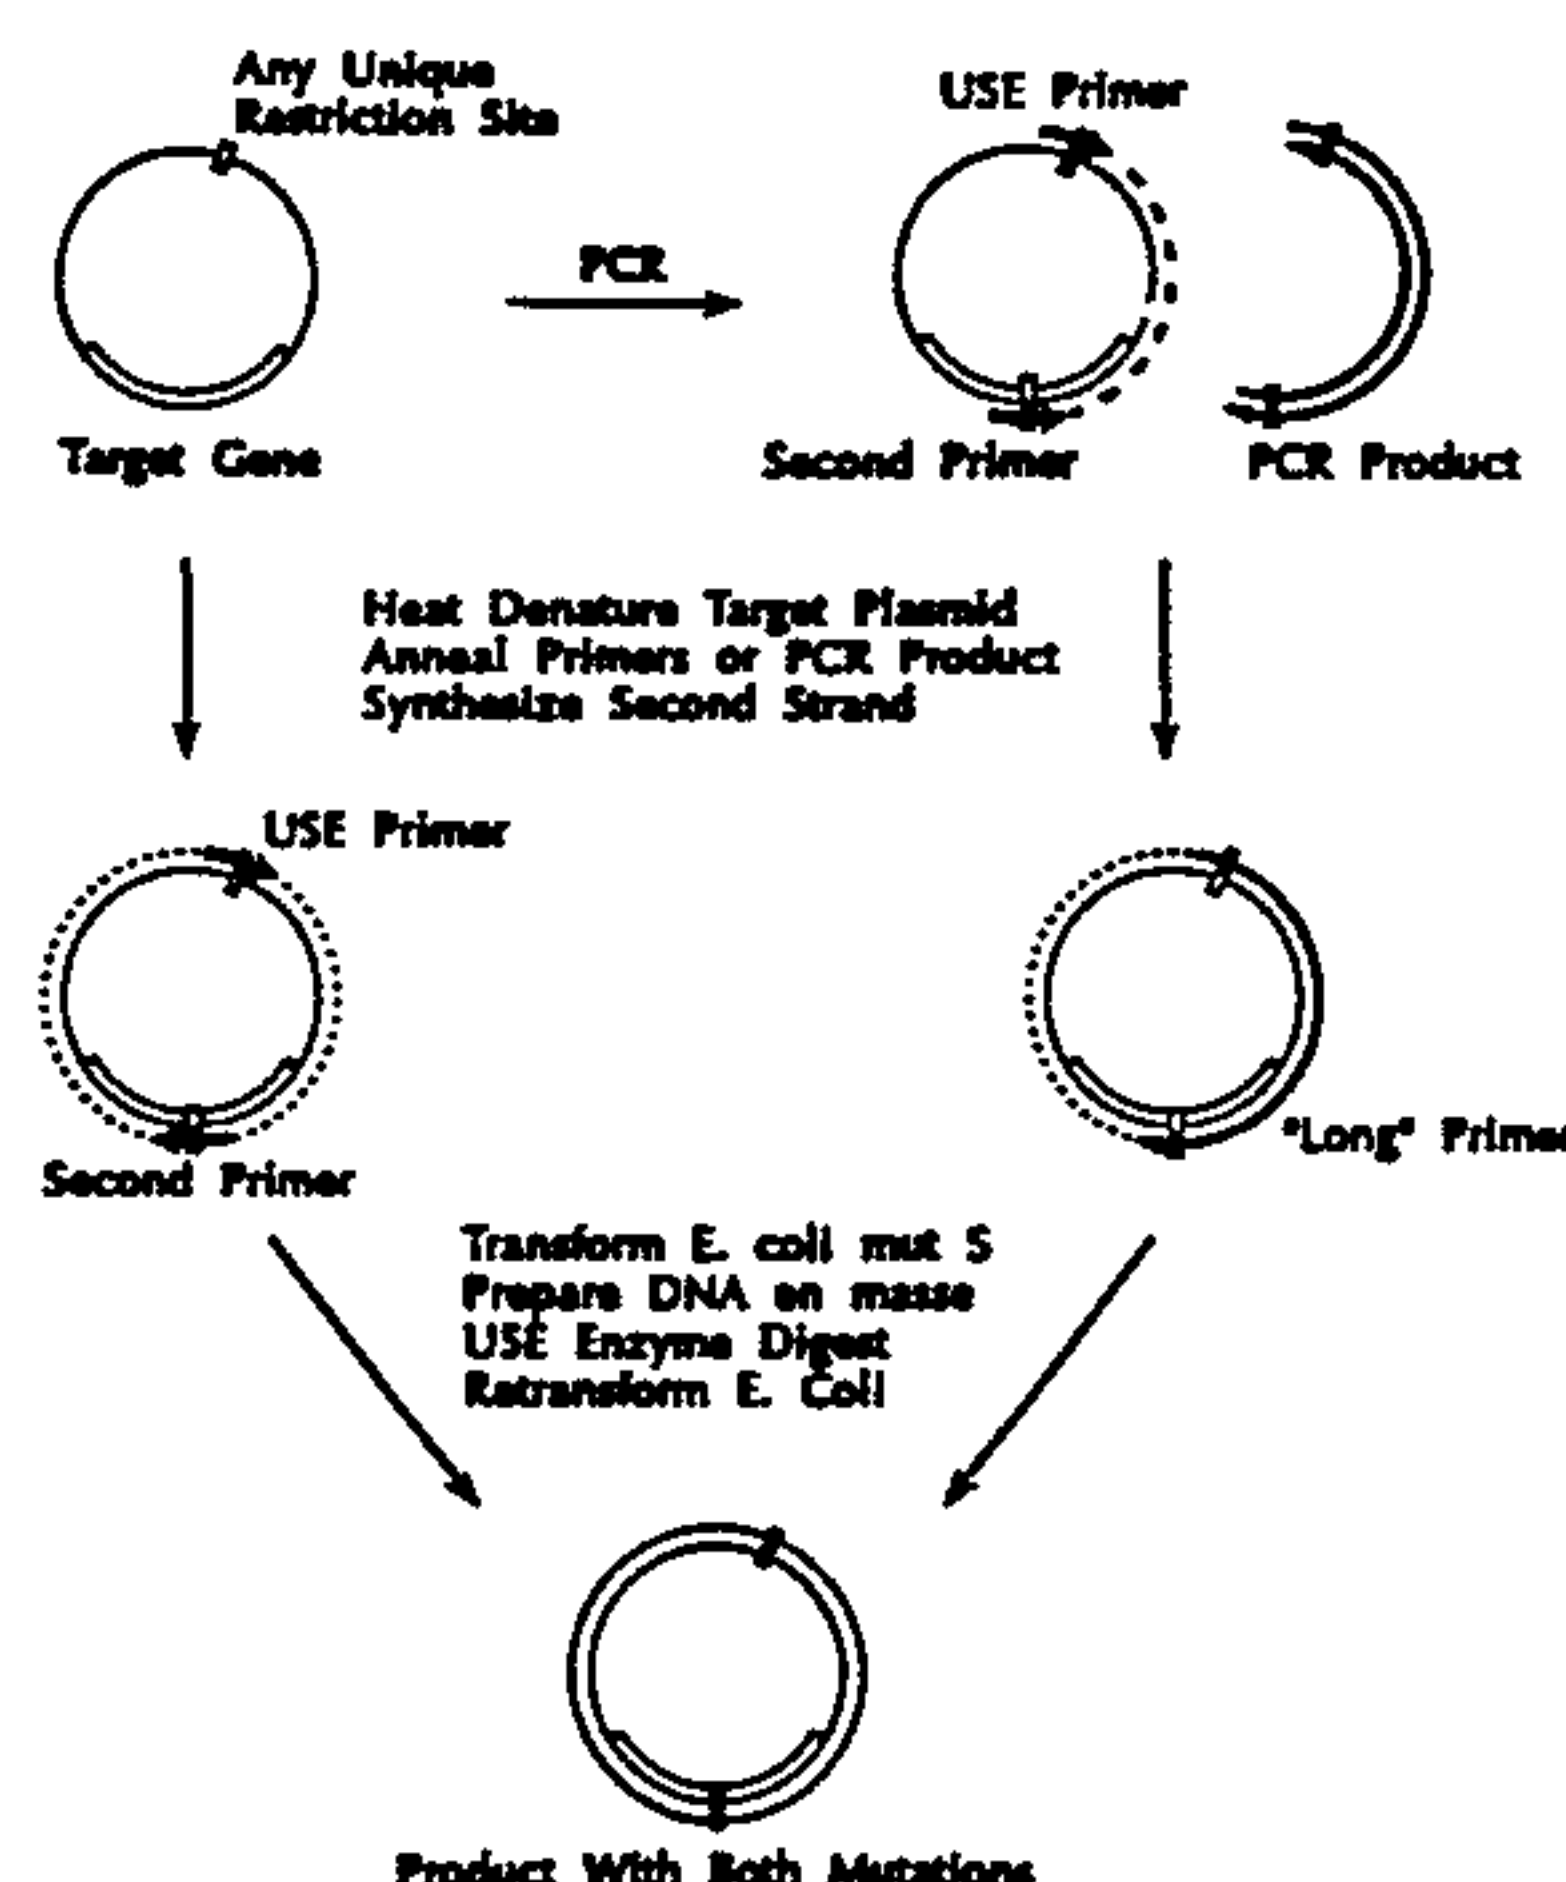 Any Unique
Restriction Site
USE Primer
PCR
Target Gene
Second Primer
PCR Product
Heat Denature Target Plasmid
Anneal Primers or PCR Product
Synthesize Second Strand
USE Primer
"Long" Primer
Second Primer
Transform E. coli mut S
Prepare DNA en masse
USE Enzyme Digest
Retransform E. Coli
Product With Both Mutations